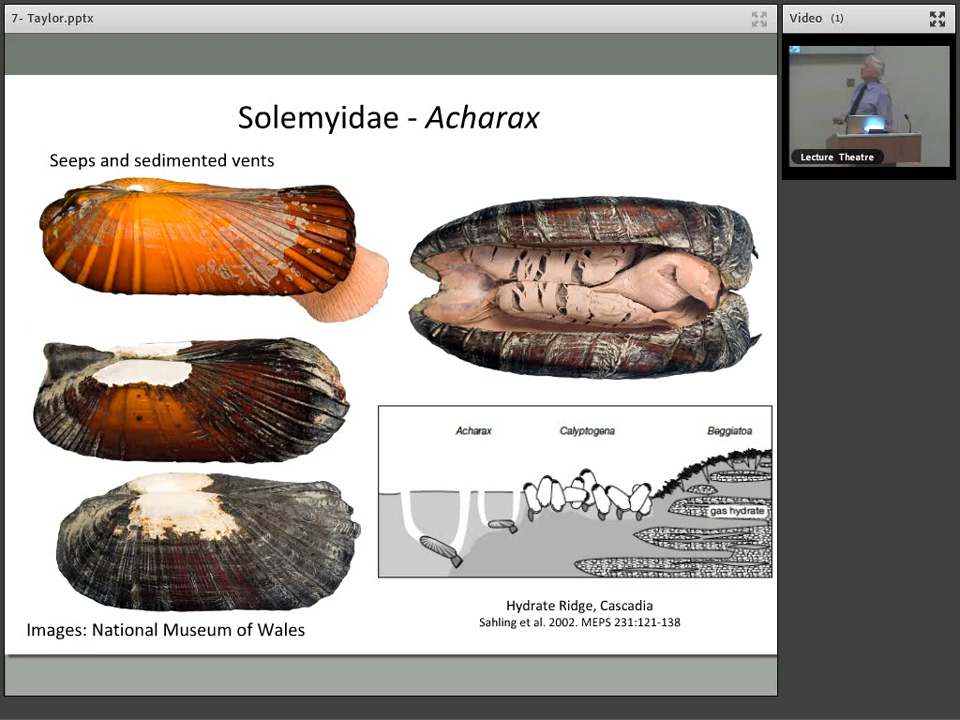 7- Taylor.pptx
Video (1)
Solemyidae - Acharax
Seeps and sedimented vents
Lecture Theatre
Acharax Calyptogena Beggiatoa
gas hydrate
Hydrate Ridge, Cascadia
Sahling et al. 2002. MEPS 231:121-138
Images: National Museum of Wales